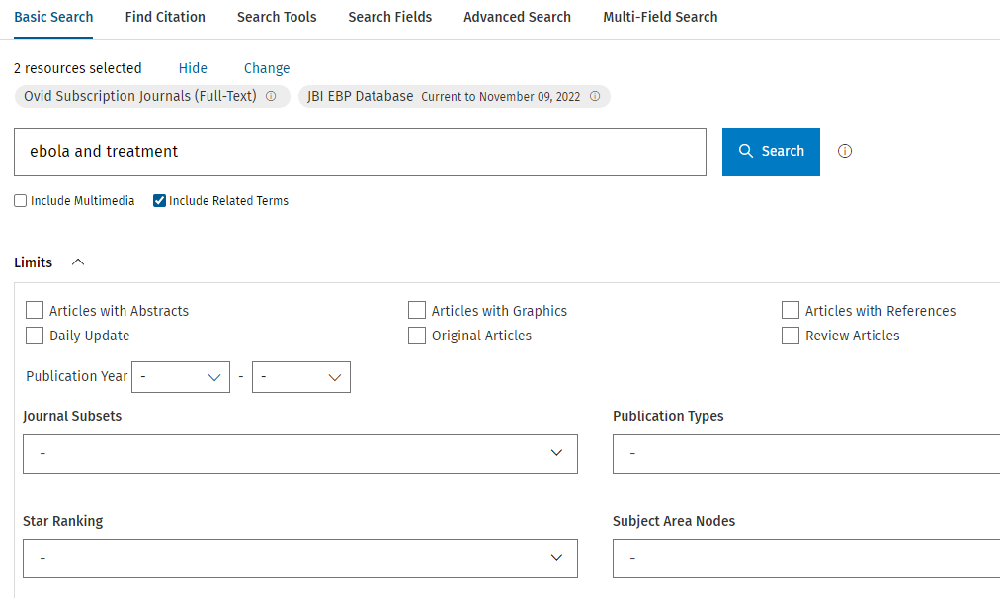 Basic Search Find Citation Search Tools Search Fields Advanced Search Multi-Field Search
2 resources selected Hide Change
Ovid Subscription Journals (Full-Text) JBI EBP Database Current to November 09, 2022
ebola and treatment Search
Include Multimedia Include Related Terms
Limits
Articles with Abstracts Articles with Graphics Articles with References
Daily Update Original Articles Review Articles
Publication Year - - -
Journal Subsets Publication Types
- -
Star Ranking Subject Area Nodes
- -